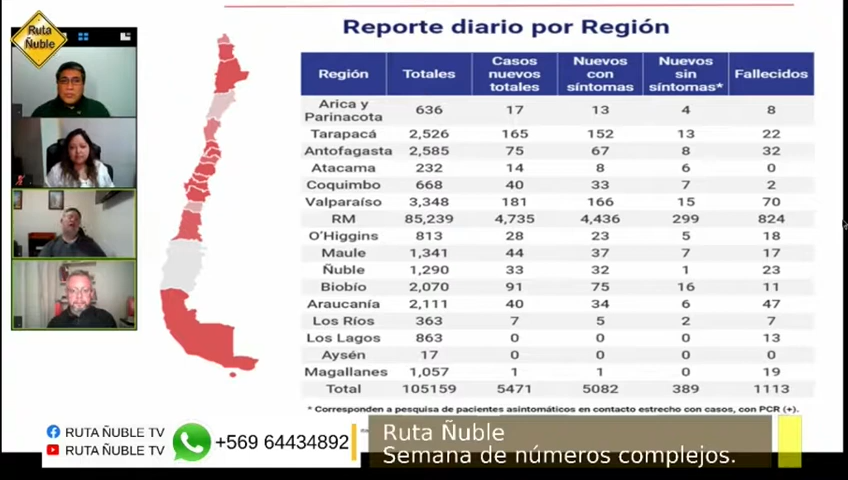 Ruta
Ñuble
Reporte diario por Región
Región Totales Casos nuevos totales Nuevos con síntomas Nuevos sin síntomas* Fallecidos
Arica y Parinacota 636 17 13 4 8
Tarapacá 2,526 165 152 13 22
Antofagasta 2,585 75 67 8 32
Atacama 232 14 8 6 0
Coquimbo 668 40 33 7 2
Valparaíso 3,348 181 166 15 70
RM 85,239 4,735 4,436 299 824
O’Higgins 813 28 23 5 18
Maule 1,341 44 37 7 17
Ñuble 1,290 33 32 1 23
Biobío 2,070 91 75 16 11
Araucanía 2,111 40 34 6 47
Los Ríos 363 7 5 2 7
Los Lagos 863 0 0 0 13
Aysén 17 0 0 0 0
Magallanes 1,057 1 1 0 19
Total 105159 5471 5082 389 1113
* Corresponden a pesquisa de pacientes asintomáticos en contacto estrecho con casos, con PCR (+).
RUTA ÑUBLE TV
RUTA ÑUBLE TV
+569 64434892
Ruta Ñuble
Semana de números complejos.